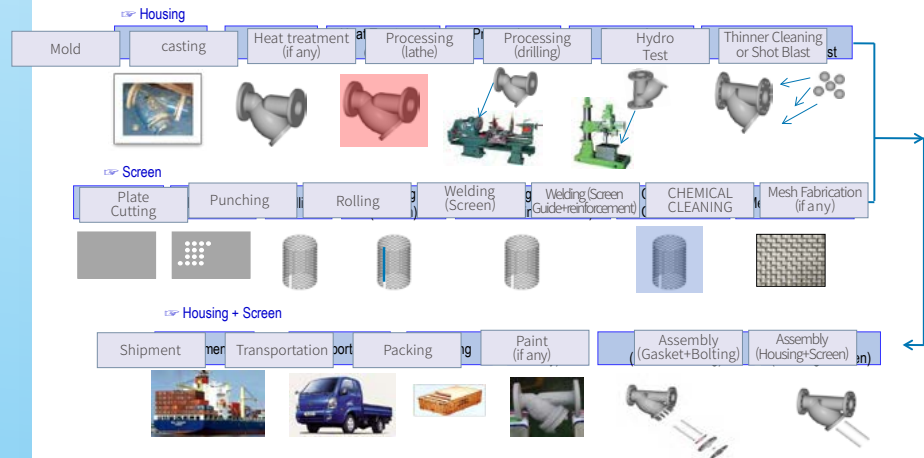 ☞ Housing
Mold
casting
Heat treatment
(if any)
Processing
(lathe)
Processing
(drilling)
Hydro
Test
Thinner Cleaning
or Shot Blast
☞ Screen
Plate
Cutting
Punching
Rolling
Welding
(Screen)
Welding (Screen
Guide+reinforcement)
CHEMICAL
CLEANING
Mesh Fabrication
(if any)
☞ Housing + Screen
Shipment
Transportation
Packing
Paint
(if any)
Assembly
(Gasket+Bolting)
Assembly
(Housing+Screen)